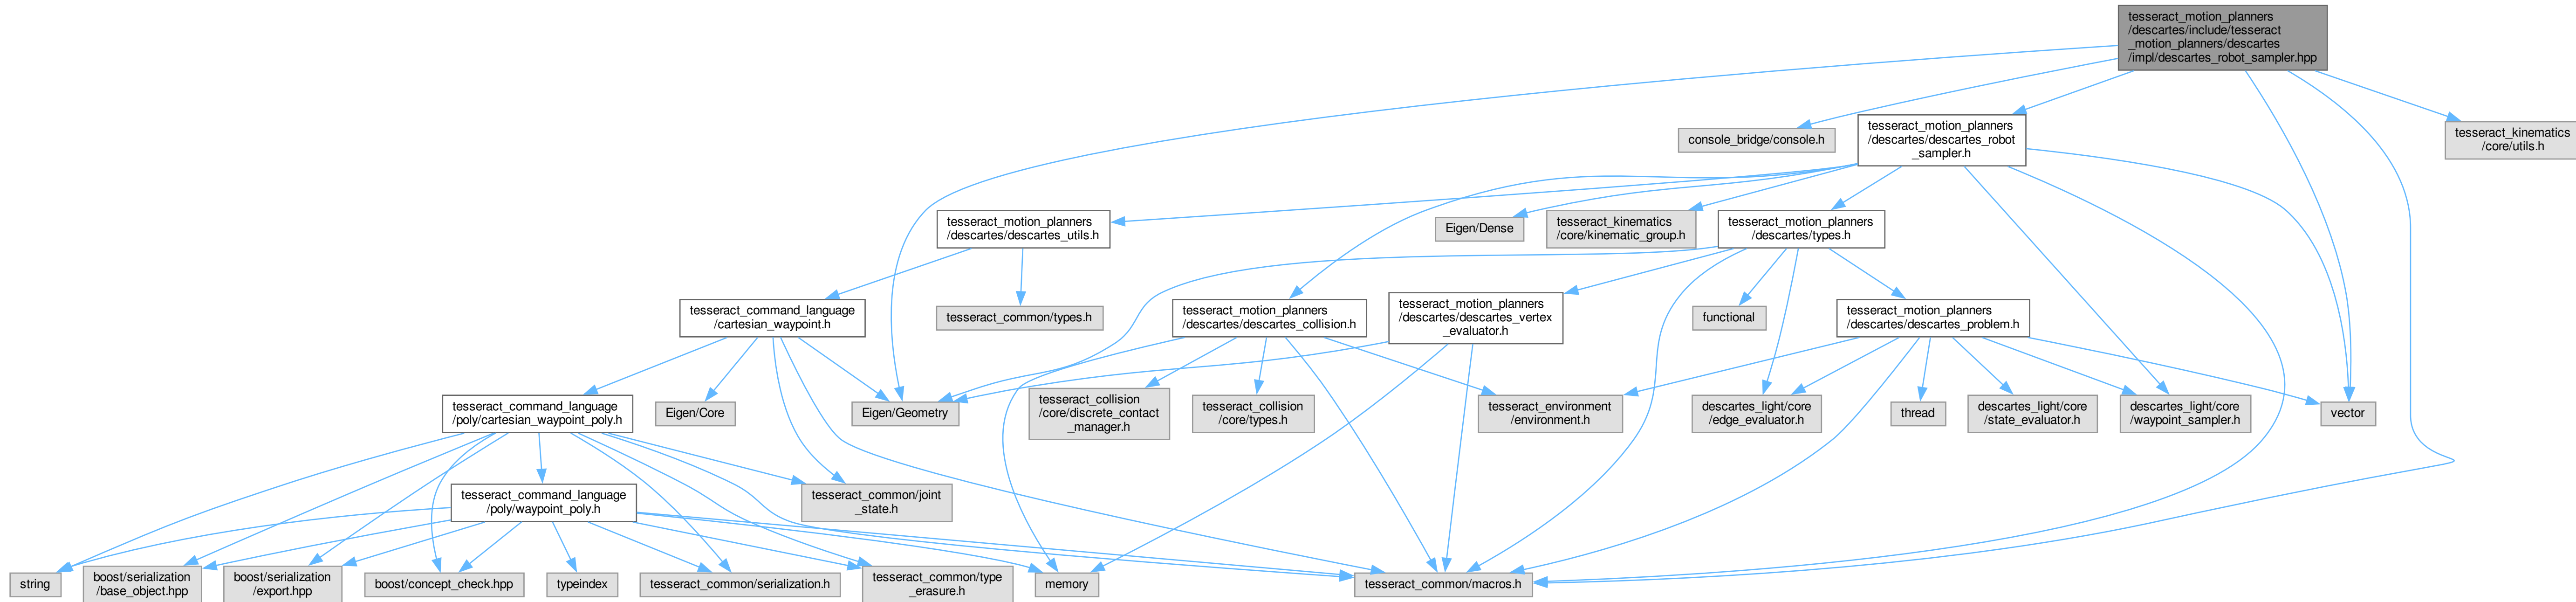 tesseract_motion_planners
/descartes/include/tesseract
_motion_planners/descartes
/impl/descartes_robot_sampler.hpp
console_bridge/console.h
tesseract_motion_planners
/descartes/descartes_robot
_sampler.h
tesseract_kinematics
/core/utils.h
tesseract_motion_planners
/descartes/descartes_utils.h
Eigen/Dense
tesseract_kinematics
/core/kinematic_group.h
tesseract_motion_planners
/descartes/types.h
tesseract_command_language
/cartesian_waypoint.h
tesseract_common/types.h
tesseract_motion_planners
/descartes/descartes_collision.h
tesseract_motion_planners
/descartes/descartes_vertex
_evaluator.h
functional
tesseract_motion_planners
/descartes/descartes_problem.h
tesseract_command_language
/poly/cartesian_waypoint_poly.h
Eigen/Core
Eigen/Geometry
tesseract_collision
/core/discrete_contact
_manager.h
tesseract_collision
/core/types.h
tesseract_environment
/environment.h
descartes_light/core
/edge_evaluator.h
thread
descartes_light/core
/state_evaluator.h
descartes_light/core
/waypoint_sampler.h
vector
tesseract_command_language
/poly/waypoint_poly.h
tesseract_common/joint
_state.h
string
boost/serialization
/base_object.hpp
boost/serialization
/export.hpp
boost/concept_check.hpp
typeindex
tesseract_common/serialization.h
tesseract_common/type
_erasure.h
memory
tesseract_common/macros.h